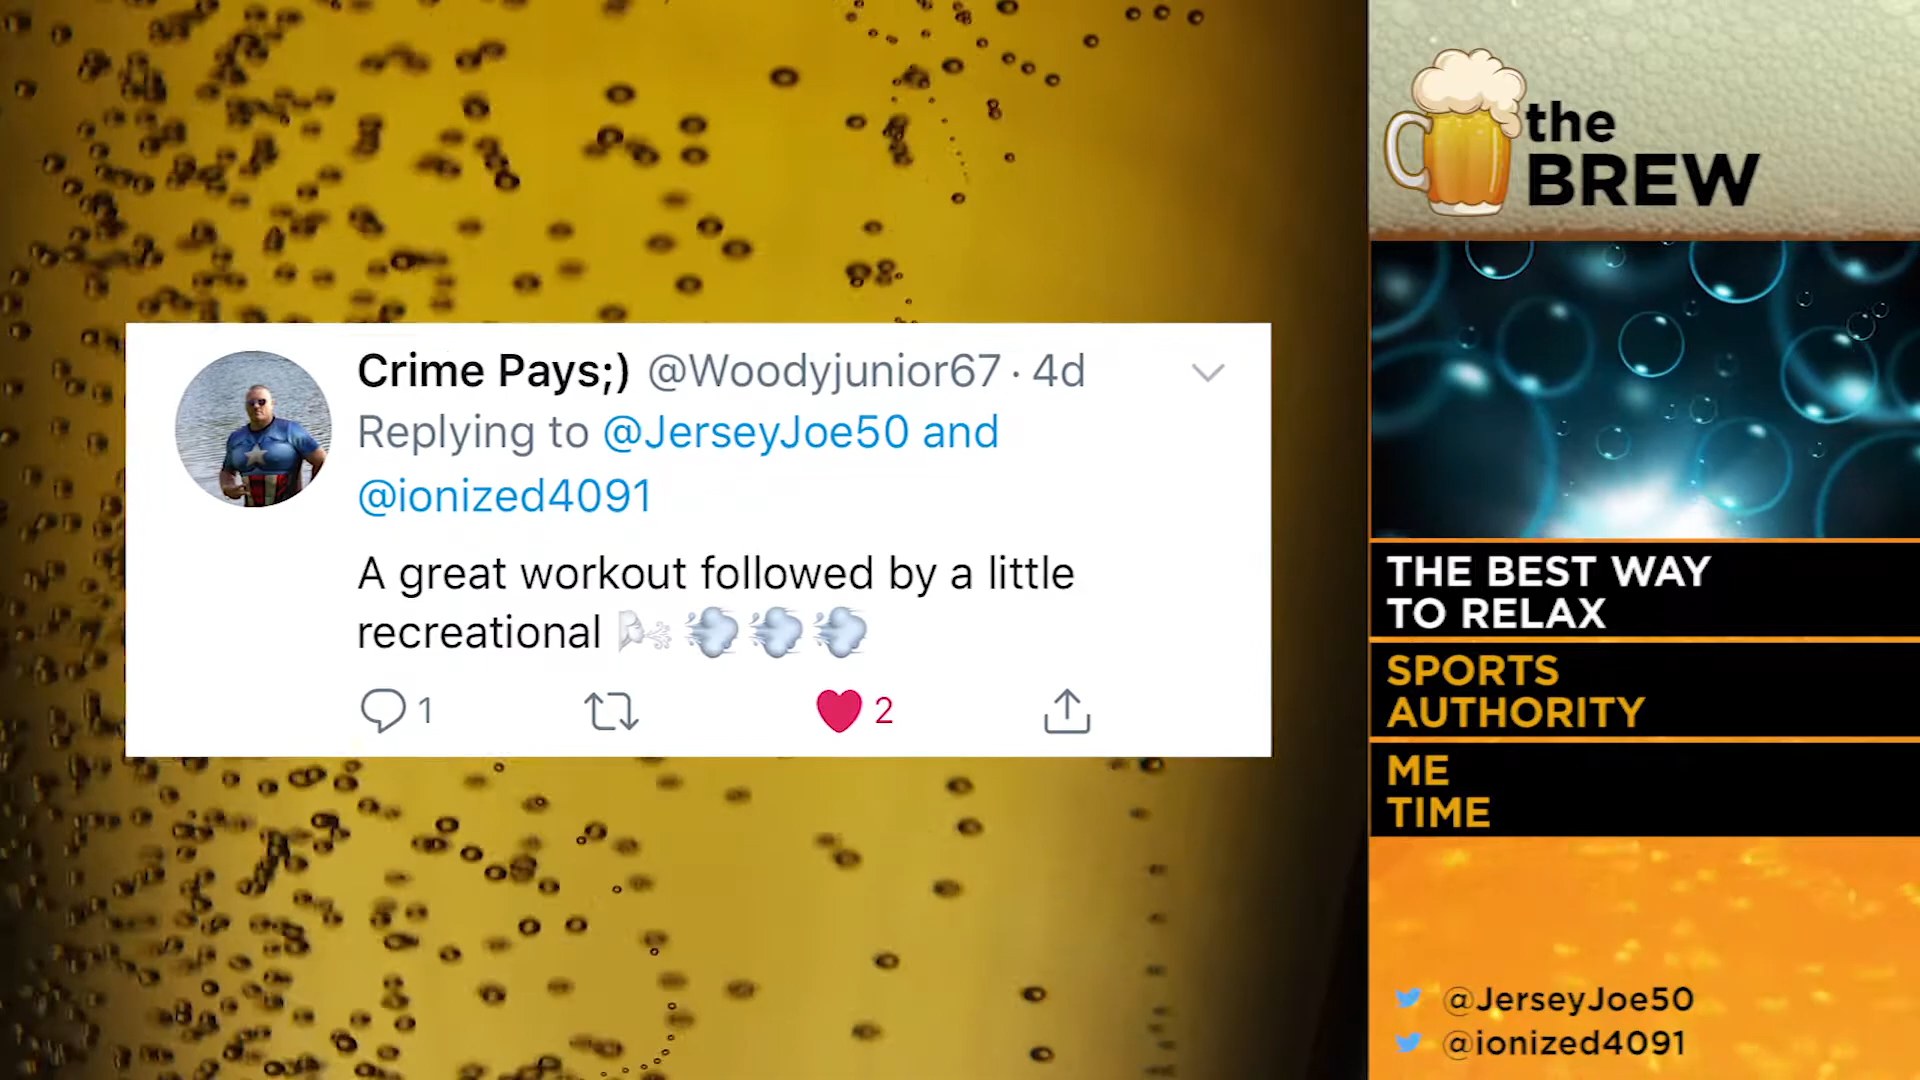 Crime Pays;) @Woodyjunior67 · 4d
Replying to @JerseyJoe50 and
@ionized4091
A great workout followed by a little
recreational 🌬️💨💨💨
1
2
the
BREW
THE BEST WAY
TO RELAX
SPORTS
AUTHORITY
ME
TIME
@JerseyJoe50
@ionized4091